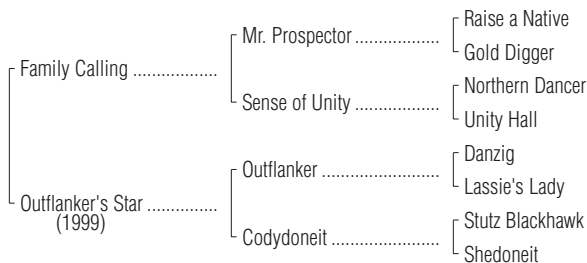 Raise a Native
Mr. Prospector ..................
Gold Digger
Family Calling ..................
Northern Dancer
Sense of Unity ..................
Unity Hall
Danzig
Outflanker .........................
Lassie's Lady
Outflanker's Star ...............
(1999)
Stutz Blackhawk
Codydoneit .......................
Shedoneit